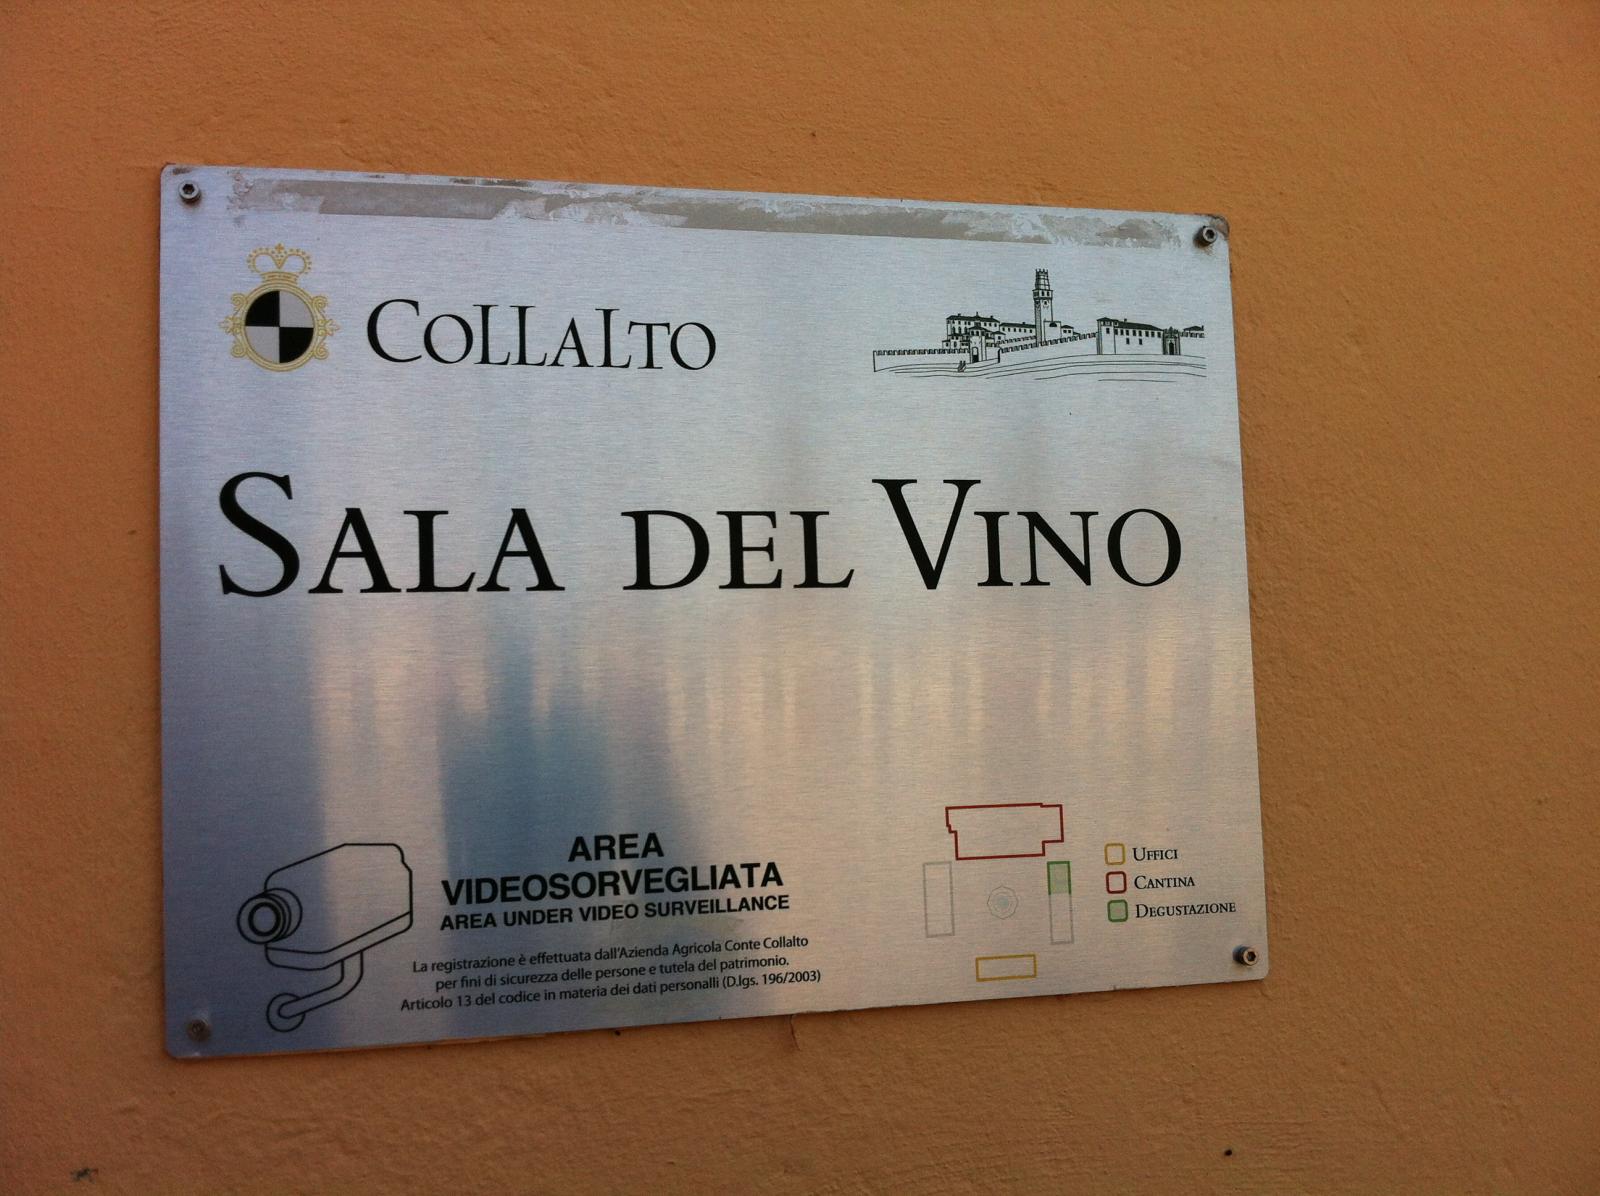 Collalto
Sala del Vino
AREA
VIDEOSORVEGLIATA
AREA UNDER VIDEO SURVEILLANCE
La registrazione è effettuata dall'Azienda Agricola Conte Collalto
per fini di sicurezza delle persone e tutela del patrimonio.
Articolo 13 del codice in materia dei dati personalli (D.lgs. 196/2003)
Uffici
Cantina
Degustazione